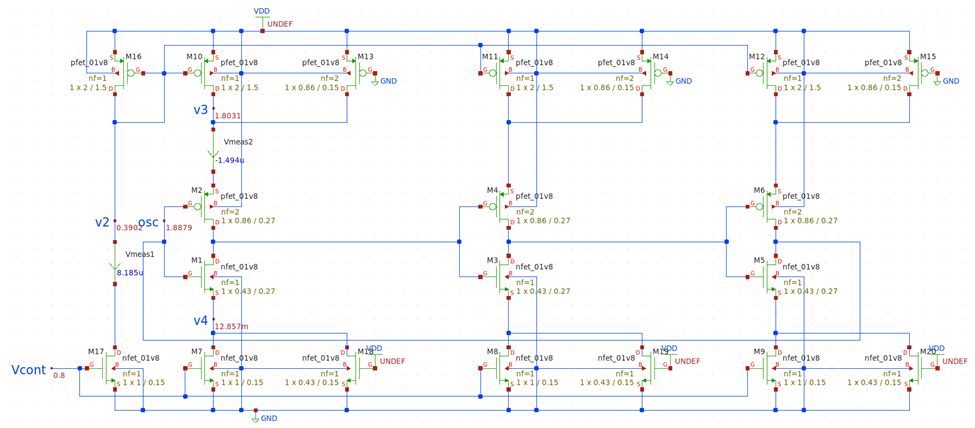 VDD
UNDEF
M16
pfet_01v8
nf=1
1 x 2 / 1.5
M10
pfet_01v8
nf=1
1 x 2 / 1.5
M13
pfet_01v8
nf=2
1 x 0.86 / 0.15
GND
M11
pfet_01v8
nf=1
1 x 2 / 1.5
M14
pfet_01v8
nf=2
1 x 0.86 / 0.15
GND
M12
pfet_01v8
nf=1
1 x 2 / 1.5
M15
pfet_01v8
nf=2
1 x 0.86 / 0.15
GND
v3
1.8031
Vmeas2
-1.494u
M2
pfet_01v8
nf=2
1 x 0.86 / 0.27
M4
pfet_01v8
nf=2
1 x 0.86 / 0.27
M6
pfet_01v8
nf=2
1 x 0.86 / 0.27
v2
0.3902
osc
1.8879
Vmeas1
8.185u
M1
nfet_01v8
nf=1
1 x 0.43 / 0.27
M3
nfet_01v8
nf=1
1 x 0.43 / 0.27
M5
nfet_01v8
nf=1
1 x 0.43 / 0.27
v4
12.857m
Vcont
0.8
M17
nfet_01v8
nf=1
1 x 1 / 0.15
M7
nfet_01v8
nf=1
1 x 1 / 0.15
M18
VDD
UNDEF
nfet_01v8
nf=1
1 x 0.43 / 0.15
M8
nfet_01v8
nf=1
1 x 1 / 0.15
M19
VDD
UNDEF
nfet_01v8
nf=1
1 x 0.43 / 0.15
M9
nfet_01v8
nf=1
1 x 1 / 0.15
M20
VDD
UNDEF
nfet_01v8
nf=1
1 x 0.43 / 0.15
GND